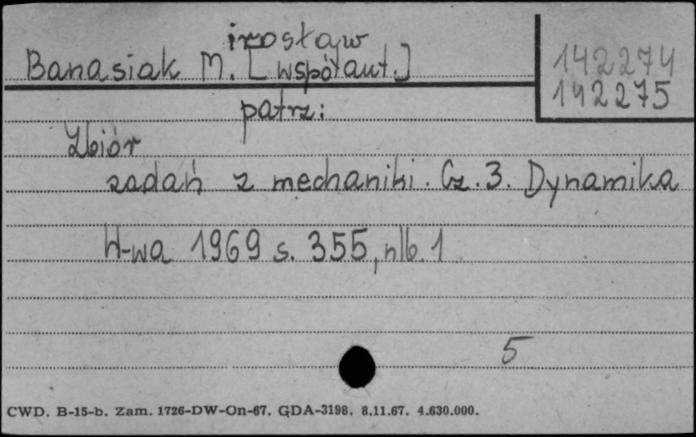 irosław
Banasiak M. [współaut.]
142274
142275
patrz:
Zbiór
zadań z mechaniki. Cz. 3. Dynamika
W-wa 1969 s. 355, nlb. 1
5
CWD. B-15-b. Zam. 1726-DW-On-67. GDA-3198. 8.11.67. 4.630.000.